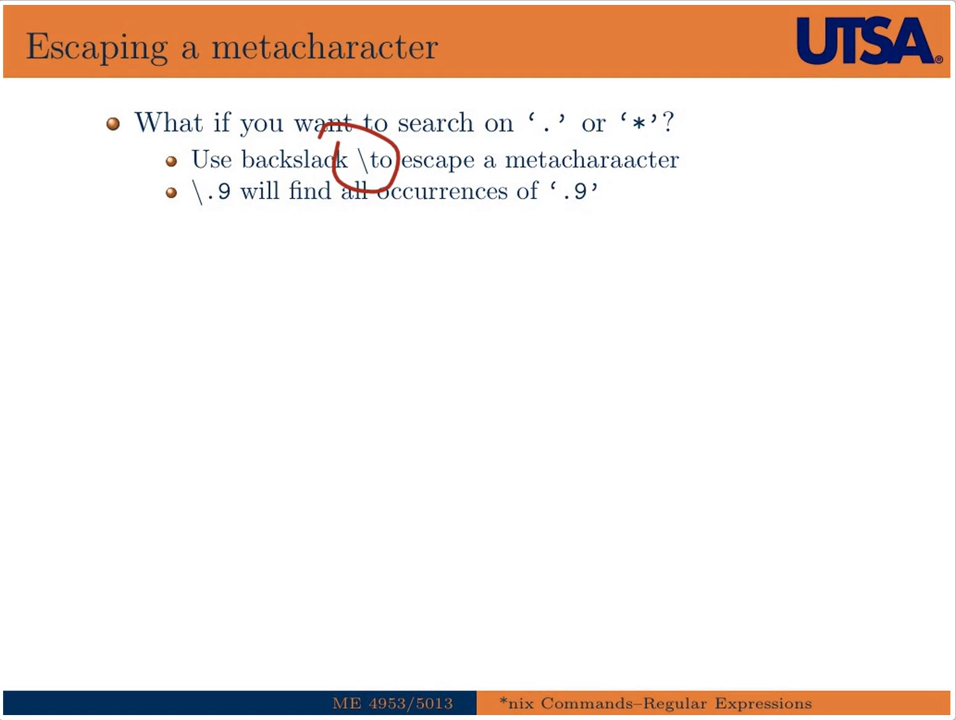 Escaping a metacharacter
UTSA®
What if you want to search on ‘.’ or ‘*’?
Use backslack \to escape a metacharaacter
\.9 will find all occurrences of ‘.9’
ME 4953/5013
*nix Commands–Regular Expressions